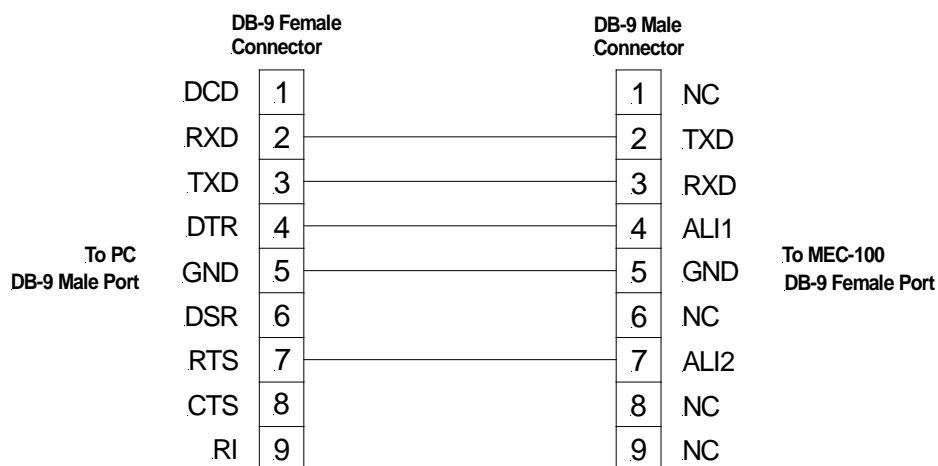 DB-9 Female Connector
DB-9 Male Connector
DCD 1 1 NC
RXD 2 2 TXD
TXD 3 3 RXD
DTR 4 4 ALI1
To PC
DB-9 Male Port
GND 5 5 GND
To MEC-100
DB-9 Female Port
DSR 6 6 NC
RTS 7 7 ALI2
CTS 8 8 NC
RI 9 9 NC